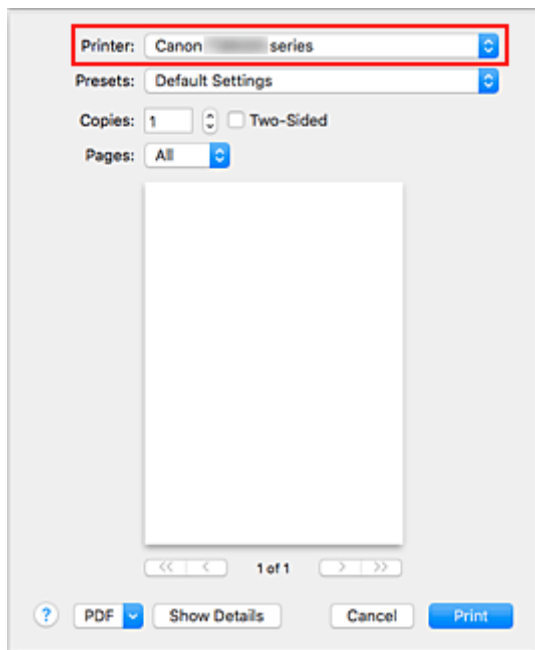 Printer: Canon series
Presets: Default Settings
Copies: 1 Two-Sided
Pages: All
<< < 1 of 1 > >>
? PDF Show Details Cancel Print